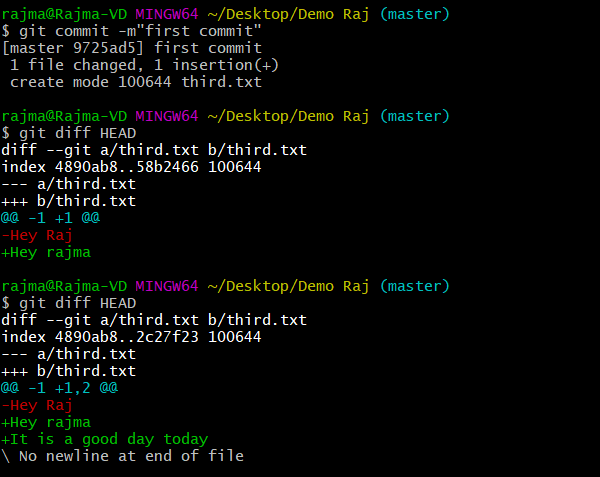 rajma@Rajma-VD MINGW64 ~/Desktop/Demo Raj (master)
$ git commit -m"first commit"
[master 9725ad5] first commit
 1 file changed, 1 insertion(+)
 create mode 100644 third.txt

rajma@Rajma-VD MINGW64 ~/Desktop/Demo Raj (master)
$ git diff HEAD
diff --git a/third.txt b/third.txt
index 4890ab8..58b2466 100644
--- a/third.txt
+++ b/third.txt
@@ -1 +1 @@
-Hey Raj
+Hey rajma

rajma@Rajma-VD MINGW64 ~/Desktop/Demo Raj (master)
$ git diff HEAD
diff --git a/third.txt b/third.txt
index 4890ab8..2c27f23 100644
--- a/third.txt
+++ b/third.txt
@@ -1 +1,2 @@
-Hey Raj
+Hey rajma
+It is a good day today
\ No newline at end of file